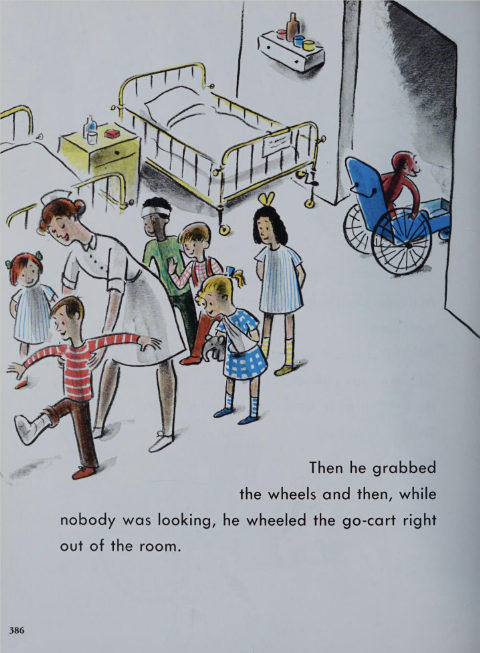 Then he grabbed
the wheels and then, while
nobody was looking, he wheeled the go-cart right
out of the room.
386